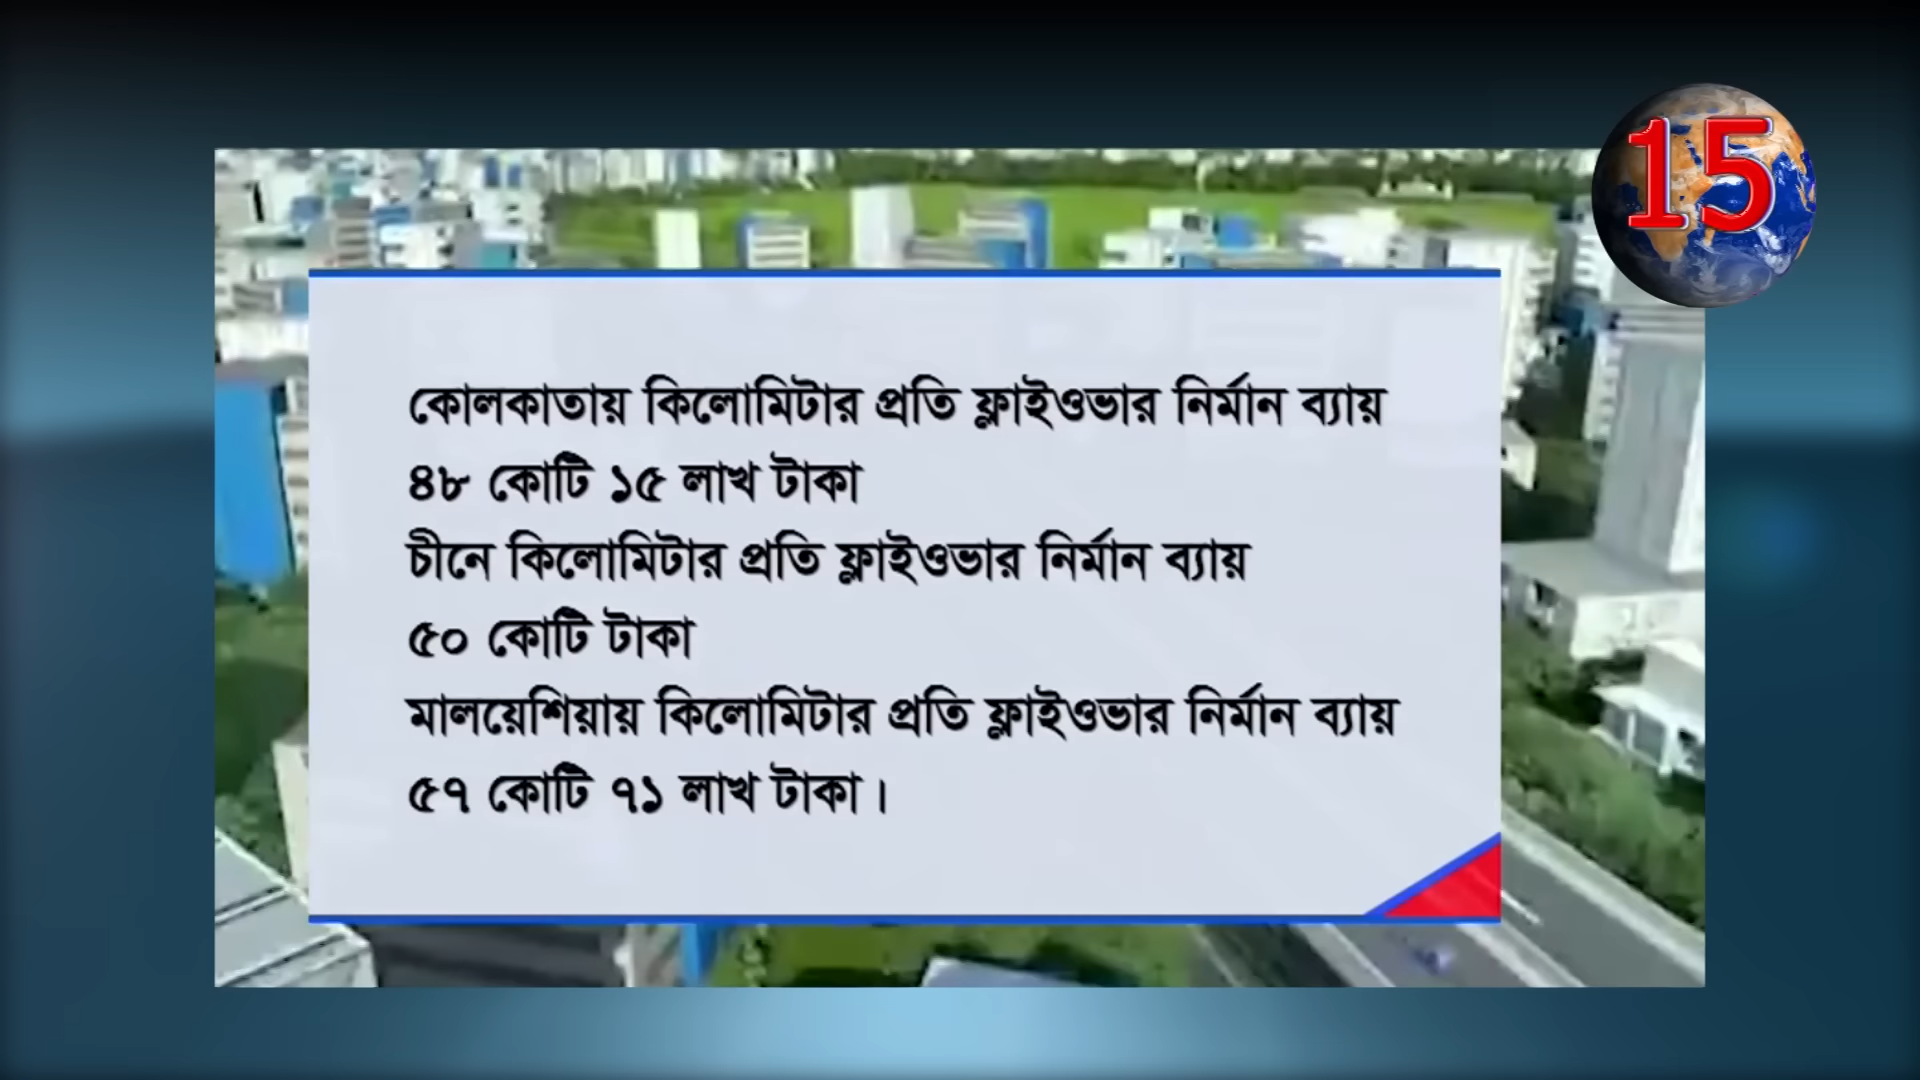 15
কোলকাতায় কিলোমিটার প্রতি ফ্লাইওভার নির্মান ব্যায়
৪৮ কোটি ১৫ লাখ টাকা
চীনে কিলোমিটার প্রতি ফ্লাইওভার নির্মান ব্যায়
৫০ কোটি টাকা
মালয়েশিয়ায় কিলোমিটার প্রতি ফ্লাইওভার নির্মান ব্যায়
৫৭ কোটি ৭১ লাখ টাকা।